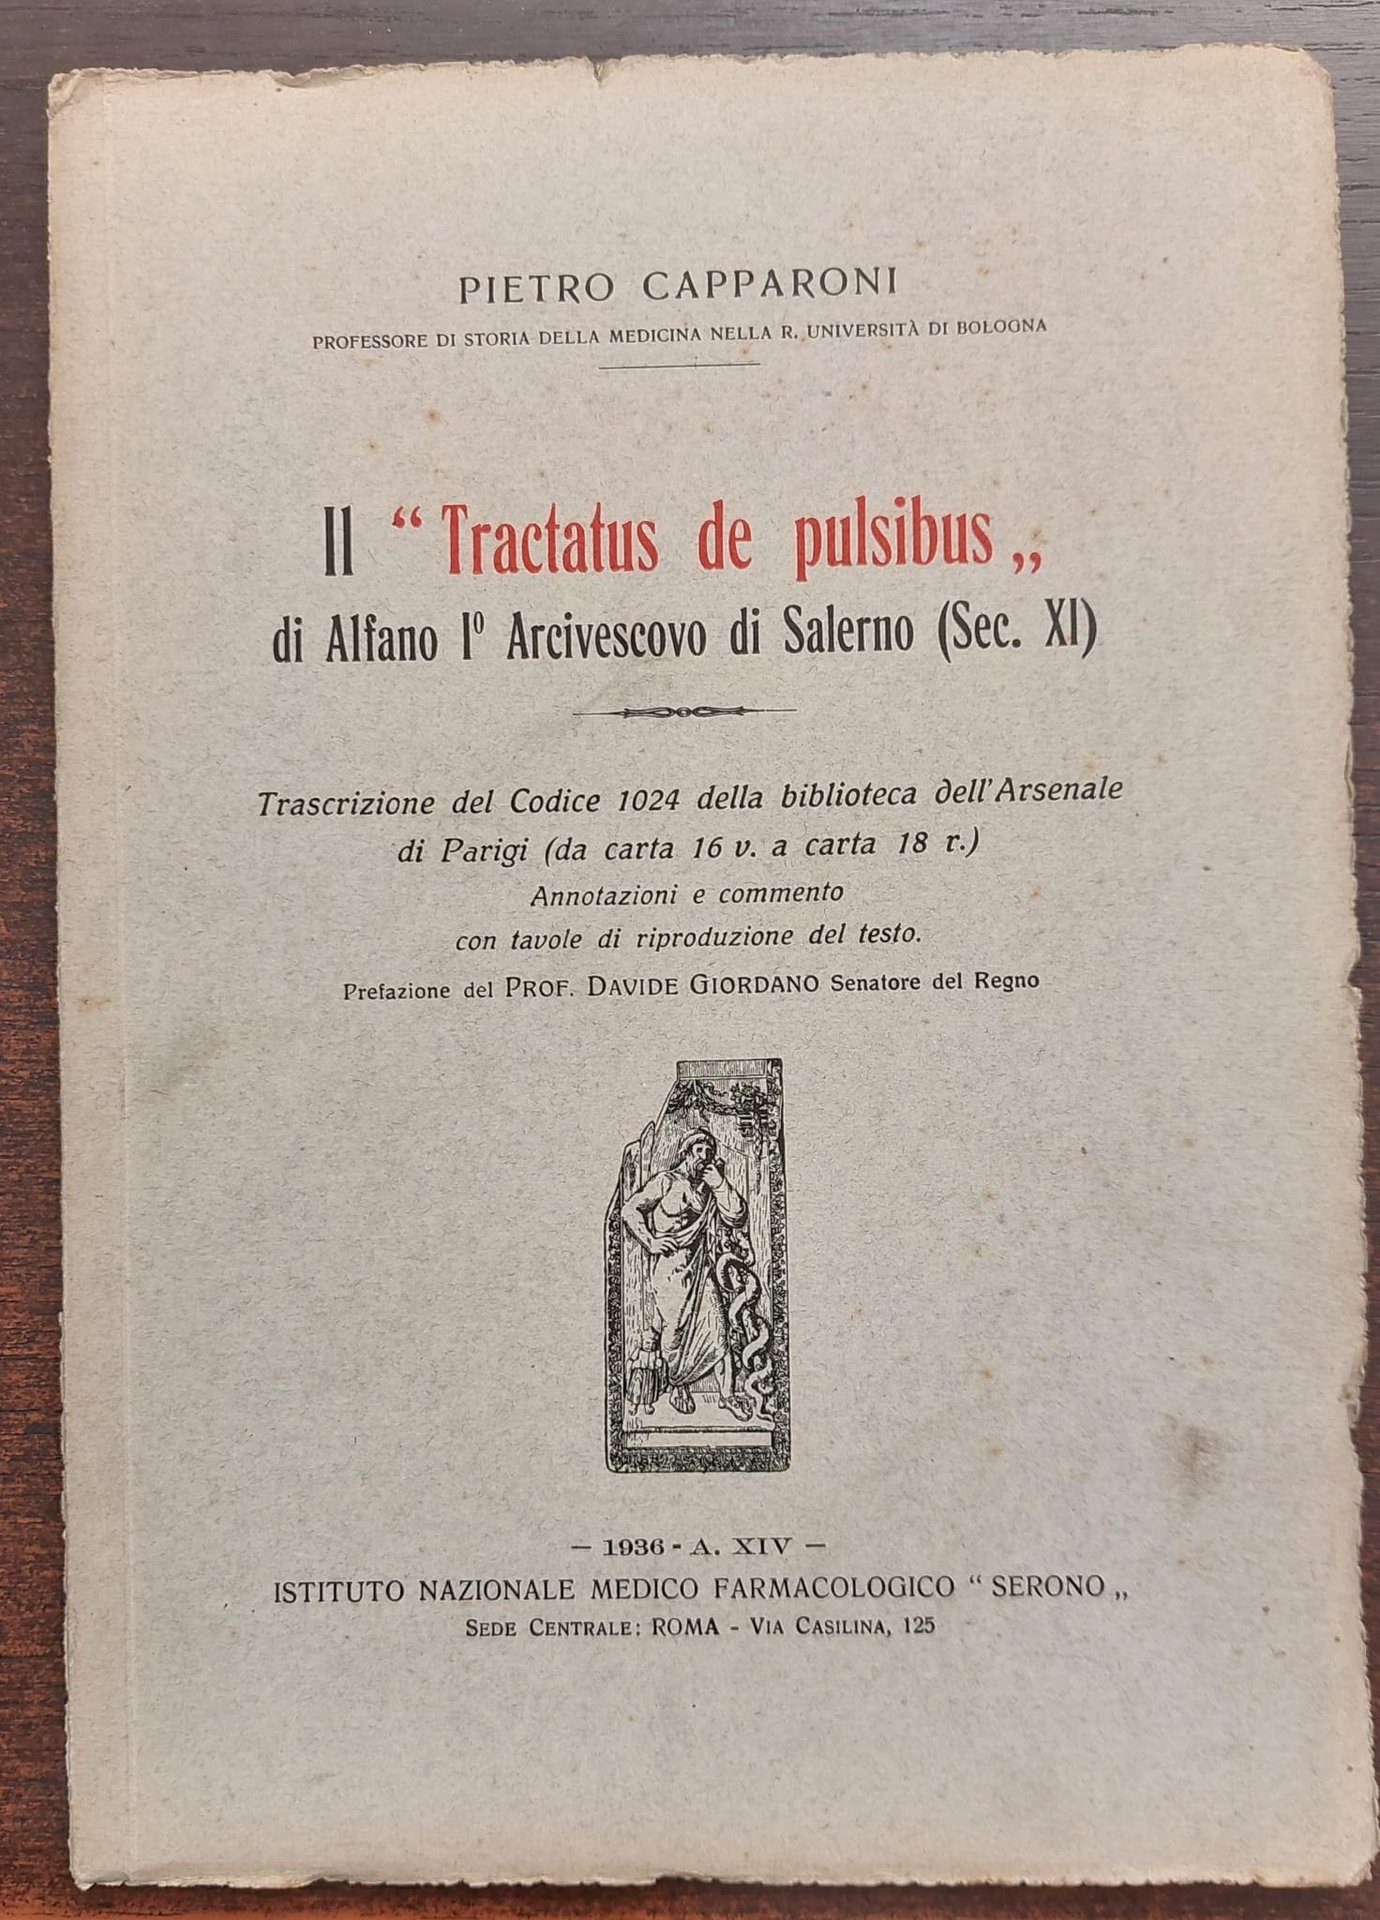 PIETRO CAPPARONI
PROFESSORE DI STORIA DELLA MEDICINA NELLA R. UNIVERSITÀ DI BOLOGNA
Il “ Tractatus de pulsibus „
di Alfano Iº Arcivescovo di Salerno (Sec. XI)
Trascrizione del Codice 1024 della biblioteca dell'Arsenale
di Parigi (da carta 16 v. a carta 18 r.)
Annotazioni e commento
con tavole di riproduzione del testo.
Prefazione del PROF. DAVIDE GIORDANO Senatore del Regno
— 1936 - A. XIV —
ISTITUTO NAZIONALE MEDICO FARMACOLOGICO “ SERONO „
SEDE CENTRALE: ROMA - VIA CASILINA, 125